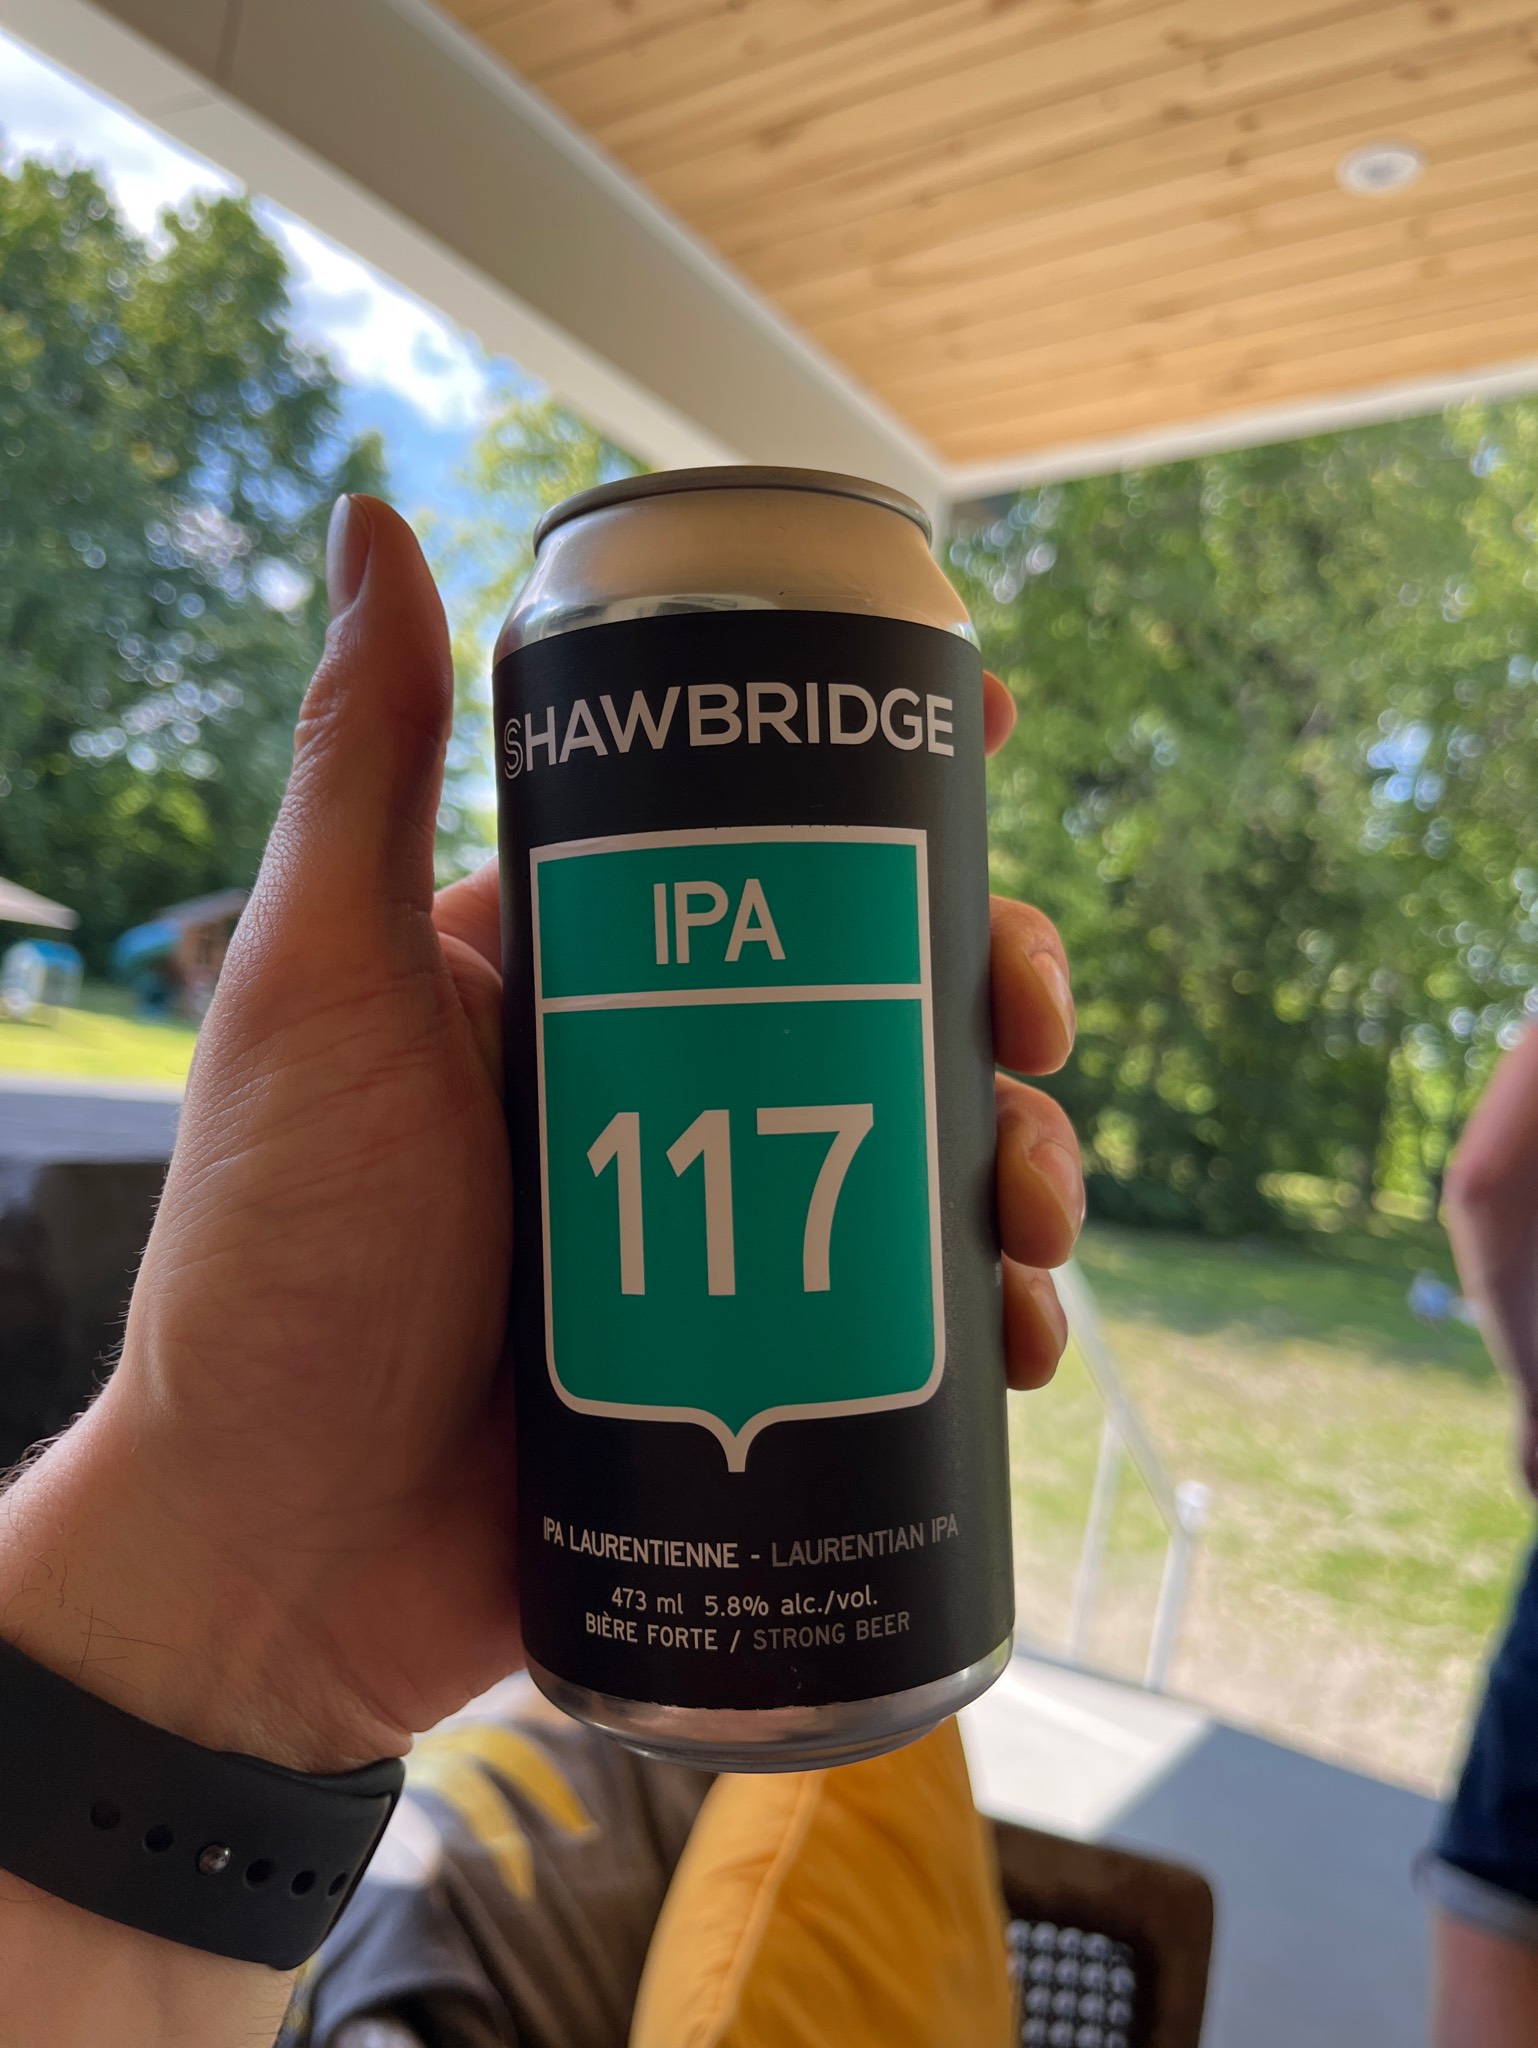 SHAWBRIDGE
IPA
117
IPA LAURENTIENNE - LAURENTIAN IPA
473 ml 5.8% alc./vol.
BIÈRE FORTE / STRONG BEER